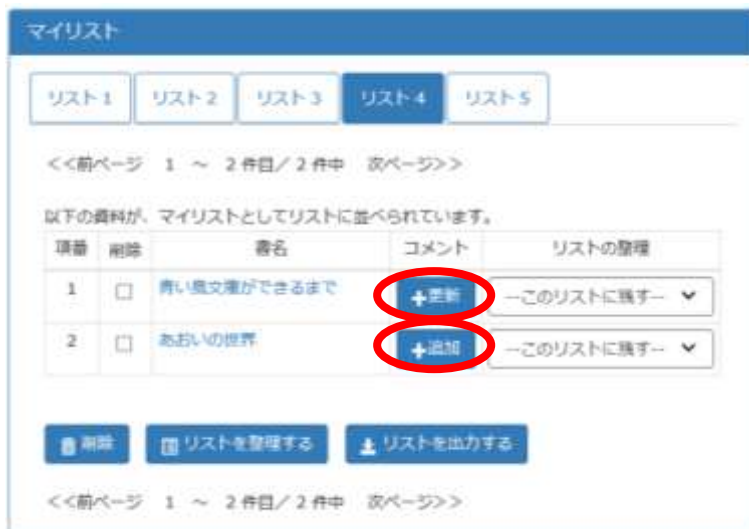 マイリスト
リスト1 リスト2 リスト3 リスト4 リスト5
<<前ページ 1 ~ 2件目/2件中 次ページ>>
以下の資料が、マイリストとしてリストに並べられています。
項番 削除 書名 コメント リストの整理
1 青い鳥文庫ができるまで +更新 --このリストに残す--
2 あおいの世界 +追加 --このリストに残す--
削除 リストを整理する リストを出力する
<<前ページ 1 ~ 2件目/2件中 次ページ>>